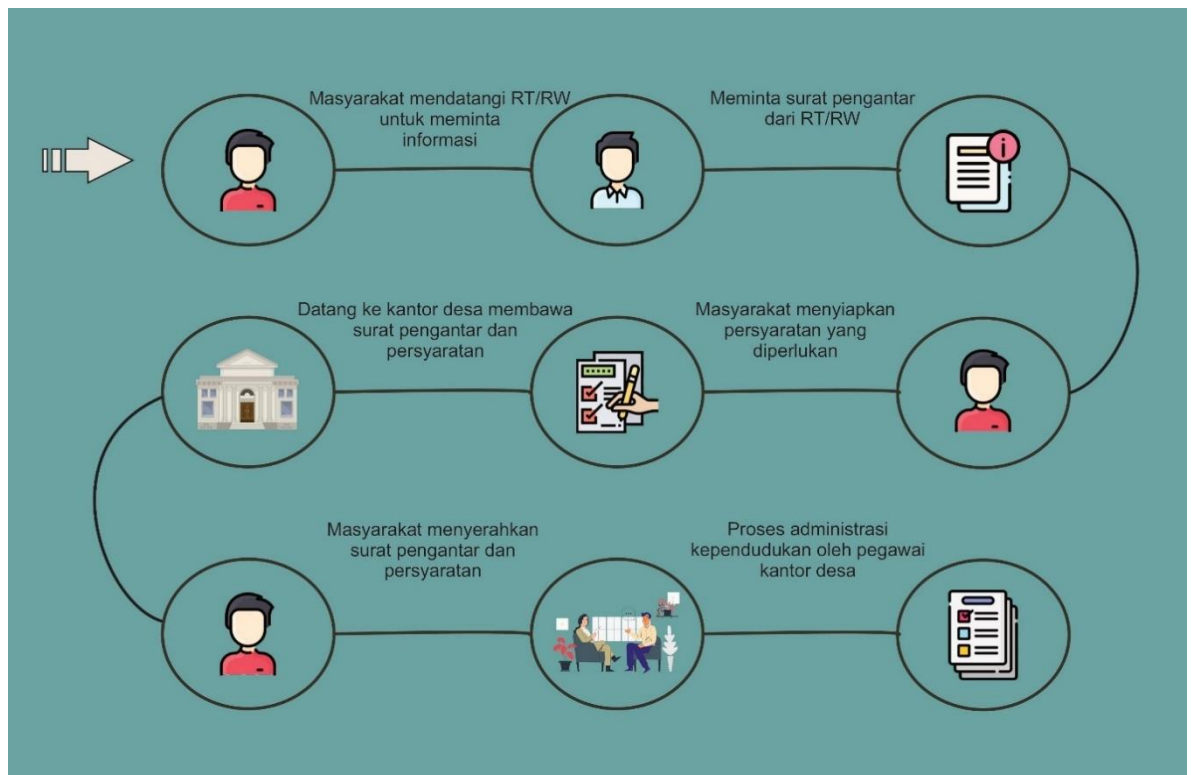 Masyarakat mendatangi RT/RW
untuk meminta
informasi
Meminta surat pengantar
dari RT/RW
i
Masyarakat menyiapkan
persyaratan yang
diperlukan
Datang ke kantor desa membawa
surat pengantar dan
persyaratan
Masyarakat menyerahkan
surat pengantar dan
persyaratan
Proses administrasi
kependudukan oleh pegawai
kantor desa